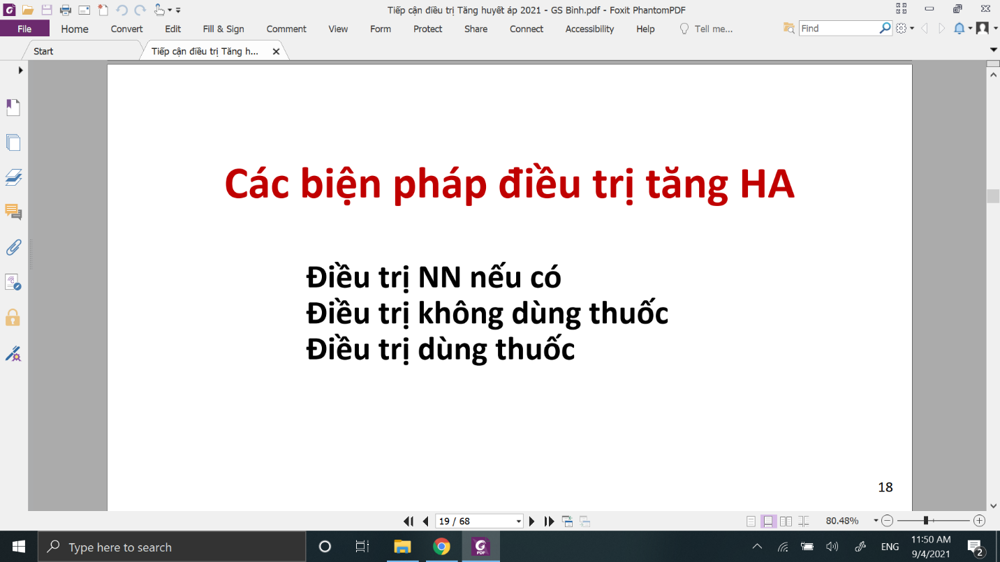 Tiếp cận điều trị Tăng huyết áp 2021 - GS Binh.pdf - Foxit PhantomPDF
File Home Convert Edit Fill & Sign Comment View Form Protect Share Connect Accessibility Help Tell me... Find
Start Tiếp cận điều trị Tăng h...
Các biện pháp điều trị tăng HA
Điều trị NN nếu có
Điều trị không dùng thuốc
Điều trị dùng thuốc
18
19 / 68 80.48%
Type here to search
PDF
ENG
11:50 AM
9/4/2021
2